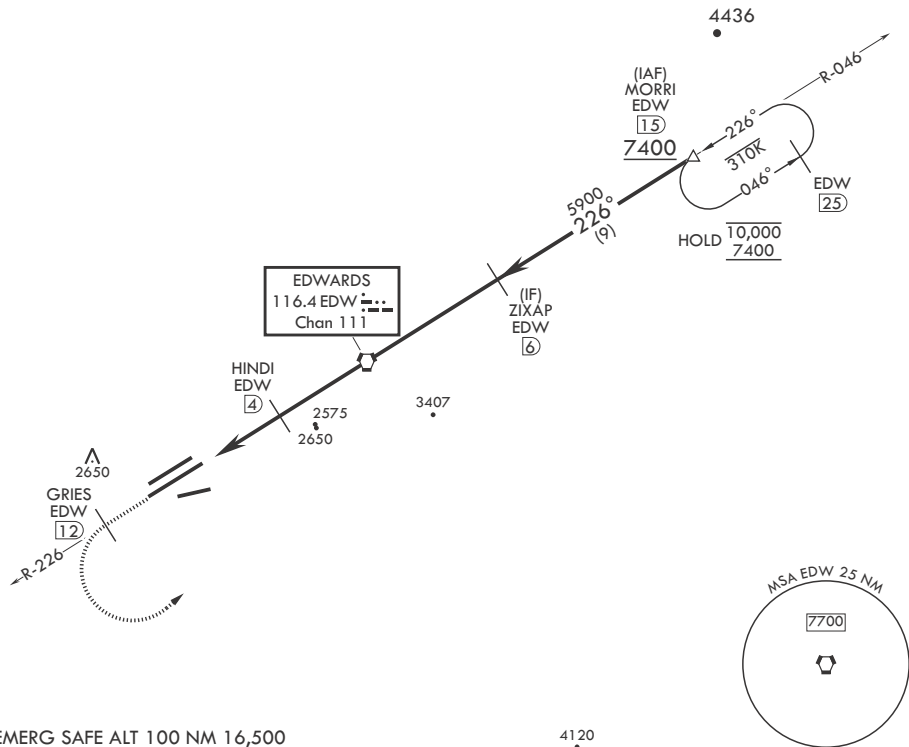 4436
R-046
(IAF)
MORRI
EDW
15
7400
226°
310K
046°
EDW
25
HOLD 10,000
7400
5900
226°
(9)
(IF)
ZIXAP
EDW
6
EDWARDS
116.4 EDW
Chan 111
HINDI
EDW
4
2575
2650
3407
2650
GRIES
EDW
12
R-226
MSA EDW 25 NM
7700
EMERG SAFE ALT 100 NM 16,500
4120